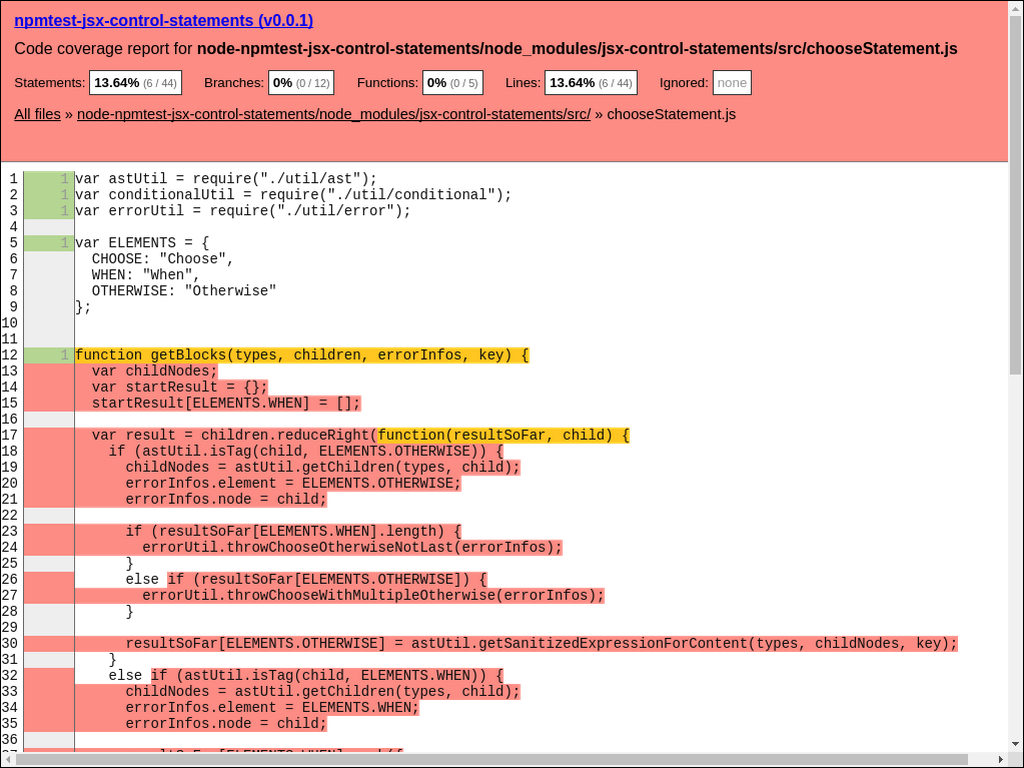 npmtest-jsx-control-statements (v0.0.1)
Code coverage report for node-npmtest-jsx-control-statements/node_modules/jsx-control-statements/src/chooseStatement.js
Statements: 13.64% (6 / 44) Branches: 0% (0 / 12) Functions: 0% (0 / 5) Lines: 13.64% (6 / 44) Ignored: none
All files » node-npmtest-jsx-control-statements/node_modules/jsx-control-statements/src/ » chooseStatement.js
1 1 var astUtil = require("./util/ast");
2 1 var conditionalUtil = require("./util/conditional");
3 1 var errorUtil = require("./util/error");
4
5 1 var ELEMENTS = {
6 CHOOSE: "Choose",
7 WHEN: "When",
8 OTHERWISE: "Otherwise"
9 };
10
11
12 1 function getBlocks(types, children, errorInfos, key) {
13 var childNodes;
14 var startResult = {};
15 startResult[ELEMENTS.WHEN] = [];
16
17 var result = children.reduceRight(function(resultSoFar, child) {
18 if (astUtil.isTag(child, ELEMENTS.OTHERWISE)) {
19 childNodes = astUtil.getChildren(types, child);
20 errorInfos.element = ELEMENTS.OTHERWISE;
21 errorInfos.node = child;
22
23 if (resultSoFar[ELEMENTS.WHEN].length) {
24 errorUtil.throwChooseOtherwiseNotLast(errorInfos);
25 }
26 else if (resultSoFar[ELEMENTS.OTHERWISE]) {
27 errorUtil.throwChooseWithMultipleOtherwise(errorInfos);
28 }
29
30 resultSoFar[ELEMENTS.OTHERWISE] = astUtil.getSanitizedExpressionForContent(types, childNodes, key);
31 }
32 else if (astUtil.isTag(child, ELEMENTS.WHEN)) {
33 childNodes = astUtil.getChildren(types, child);
34 errorInfos.element = ELEMENTS.WHEN;
35 errorInfos.node = child;
36